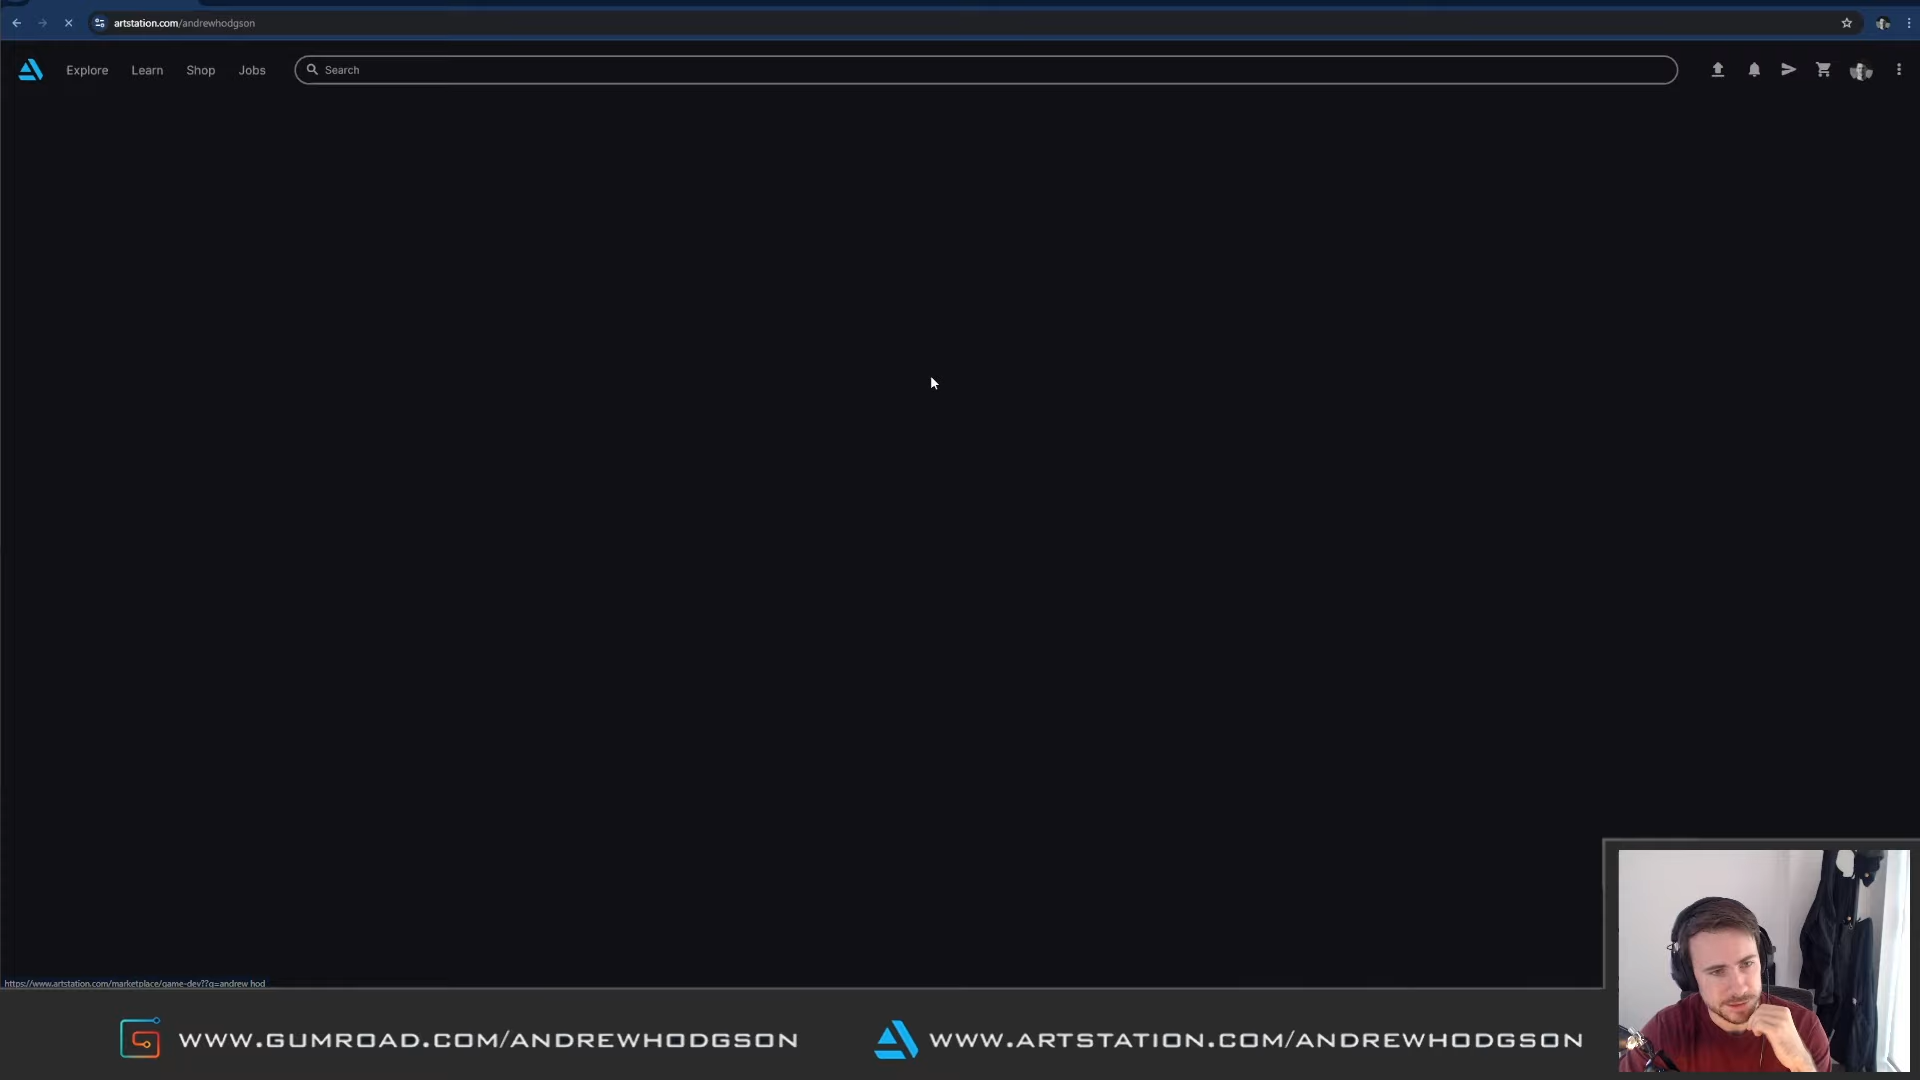 artstation.com/andrewhodgson
Explore Learn Shop Jobs Search
https://www.artstation.com/marketplace/game-dev??q=andrew hod
WWW.GUMROAD.COM/ANDREWHODGSON WWW.ARTSTATION.COM/ANDREWHODGSON